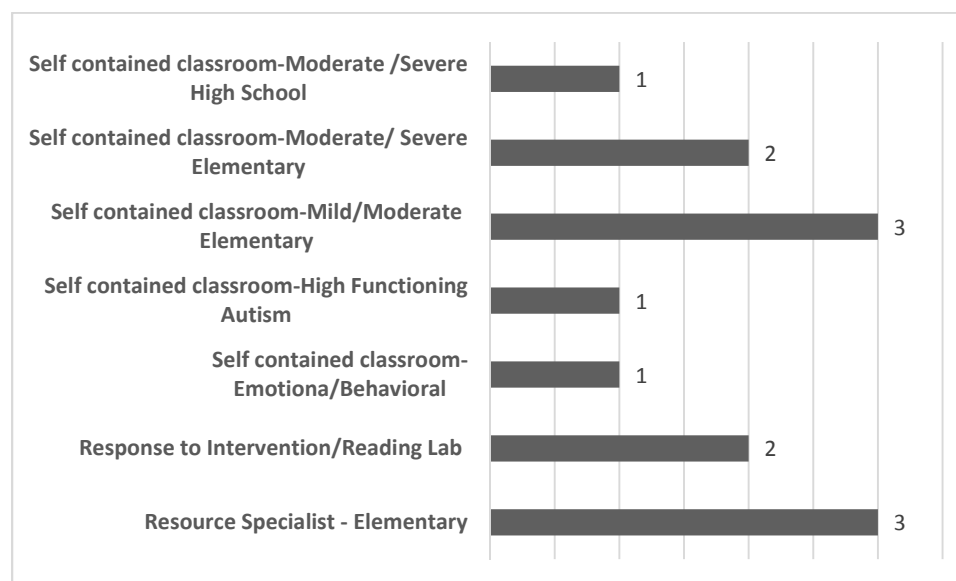 Self contained classroom-Moderate /Severe
High School
1
Self contained classroom-Moderate/ Severe
Elementary
2
Self contained classroom-Mild/Moderate
Elementary
3
Self contained classroom-High Functioning
Autism
1
Self contained classroom-
Emotiona/Behavioral
1
Response to Intervention/Reading Lab
2
Resource Specialist - Elementary
3